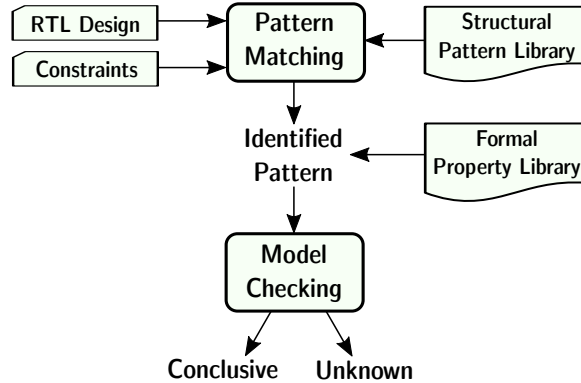 RTL Design
Constraints
Pattern
Matching
Structural
Pattern Library
Identified
Pattern
Formal
Property Library
Model
Checking
Conclusive
Unknown